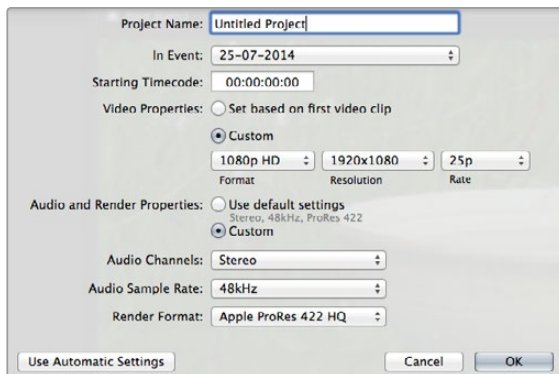 Project Name: Untitled Project
In Event: 25-07-2014
Starting Timecode: 00:00:00:00
Video Properties: Set based on first video clip
Custom
1080p HD 1920x1080 25p
Format Resolution Rate
Audio and Render Properties: Use default settings
Stereo, 48kHz, ProRes 422
Custom
Audio Channels: Stereo
Audio Sample Rate: 48kHz
Render Format: Apple ProRes 422 HQ
Use Automatic Settings Cancel OK